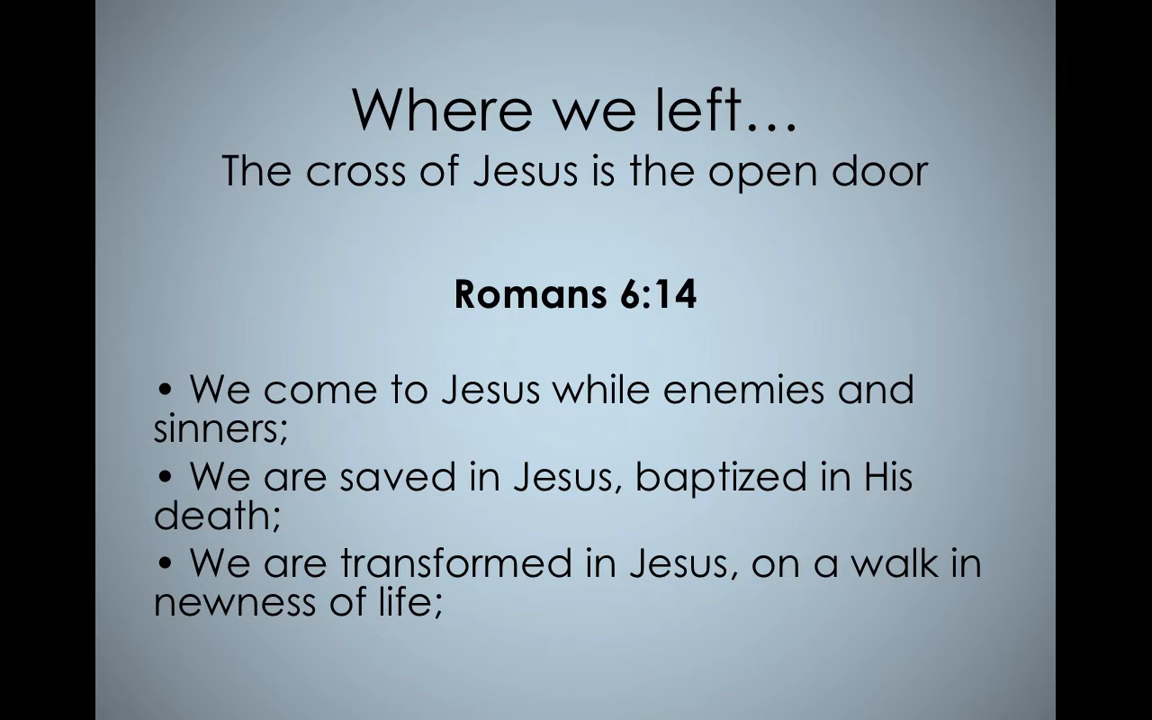 Where we left…
The cross of Jesus is the open door
Romans 6:14
• We come to Jesus while enemies and
sinners;
• We are saved in Jesus, baptized in His
death;
• We are transformed in Jesus, on a walk in
newness of life;